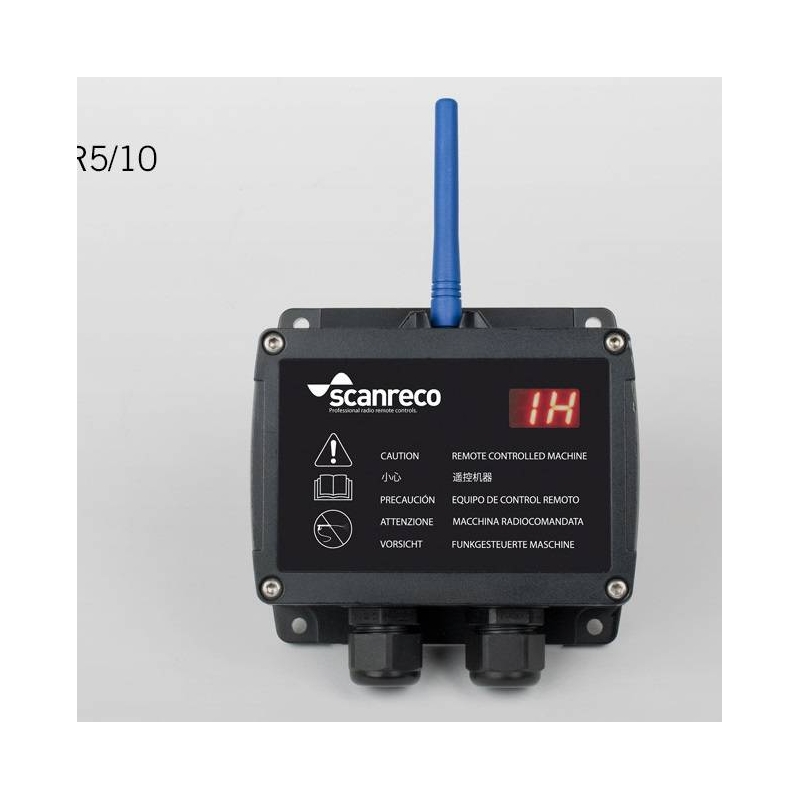 R5/10
scanreco
Professional radio remote controls.
1H
CAUTION REMOTE CONTROLLED MACHINE
小心 遥控机器
PRECAUCIÓN EQUIPO DE CONTROL REMOTO
ATTENZIONE MACCHINA RADIOCOMANDATA
VORSICHT FUNKGESTEUERTE MASCHINE